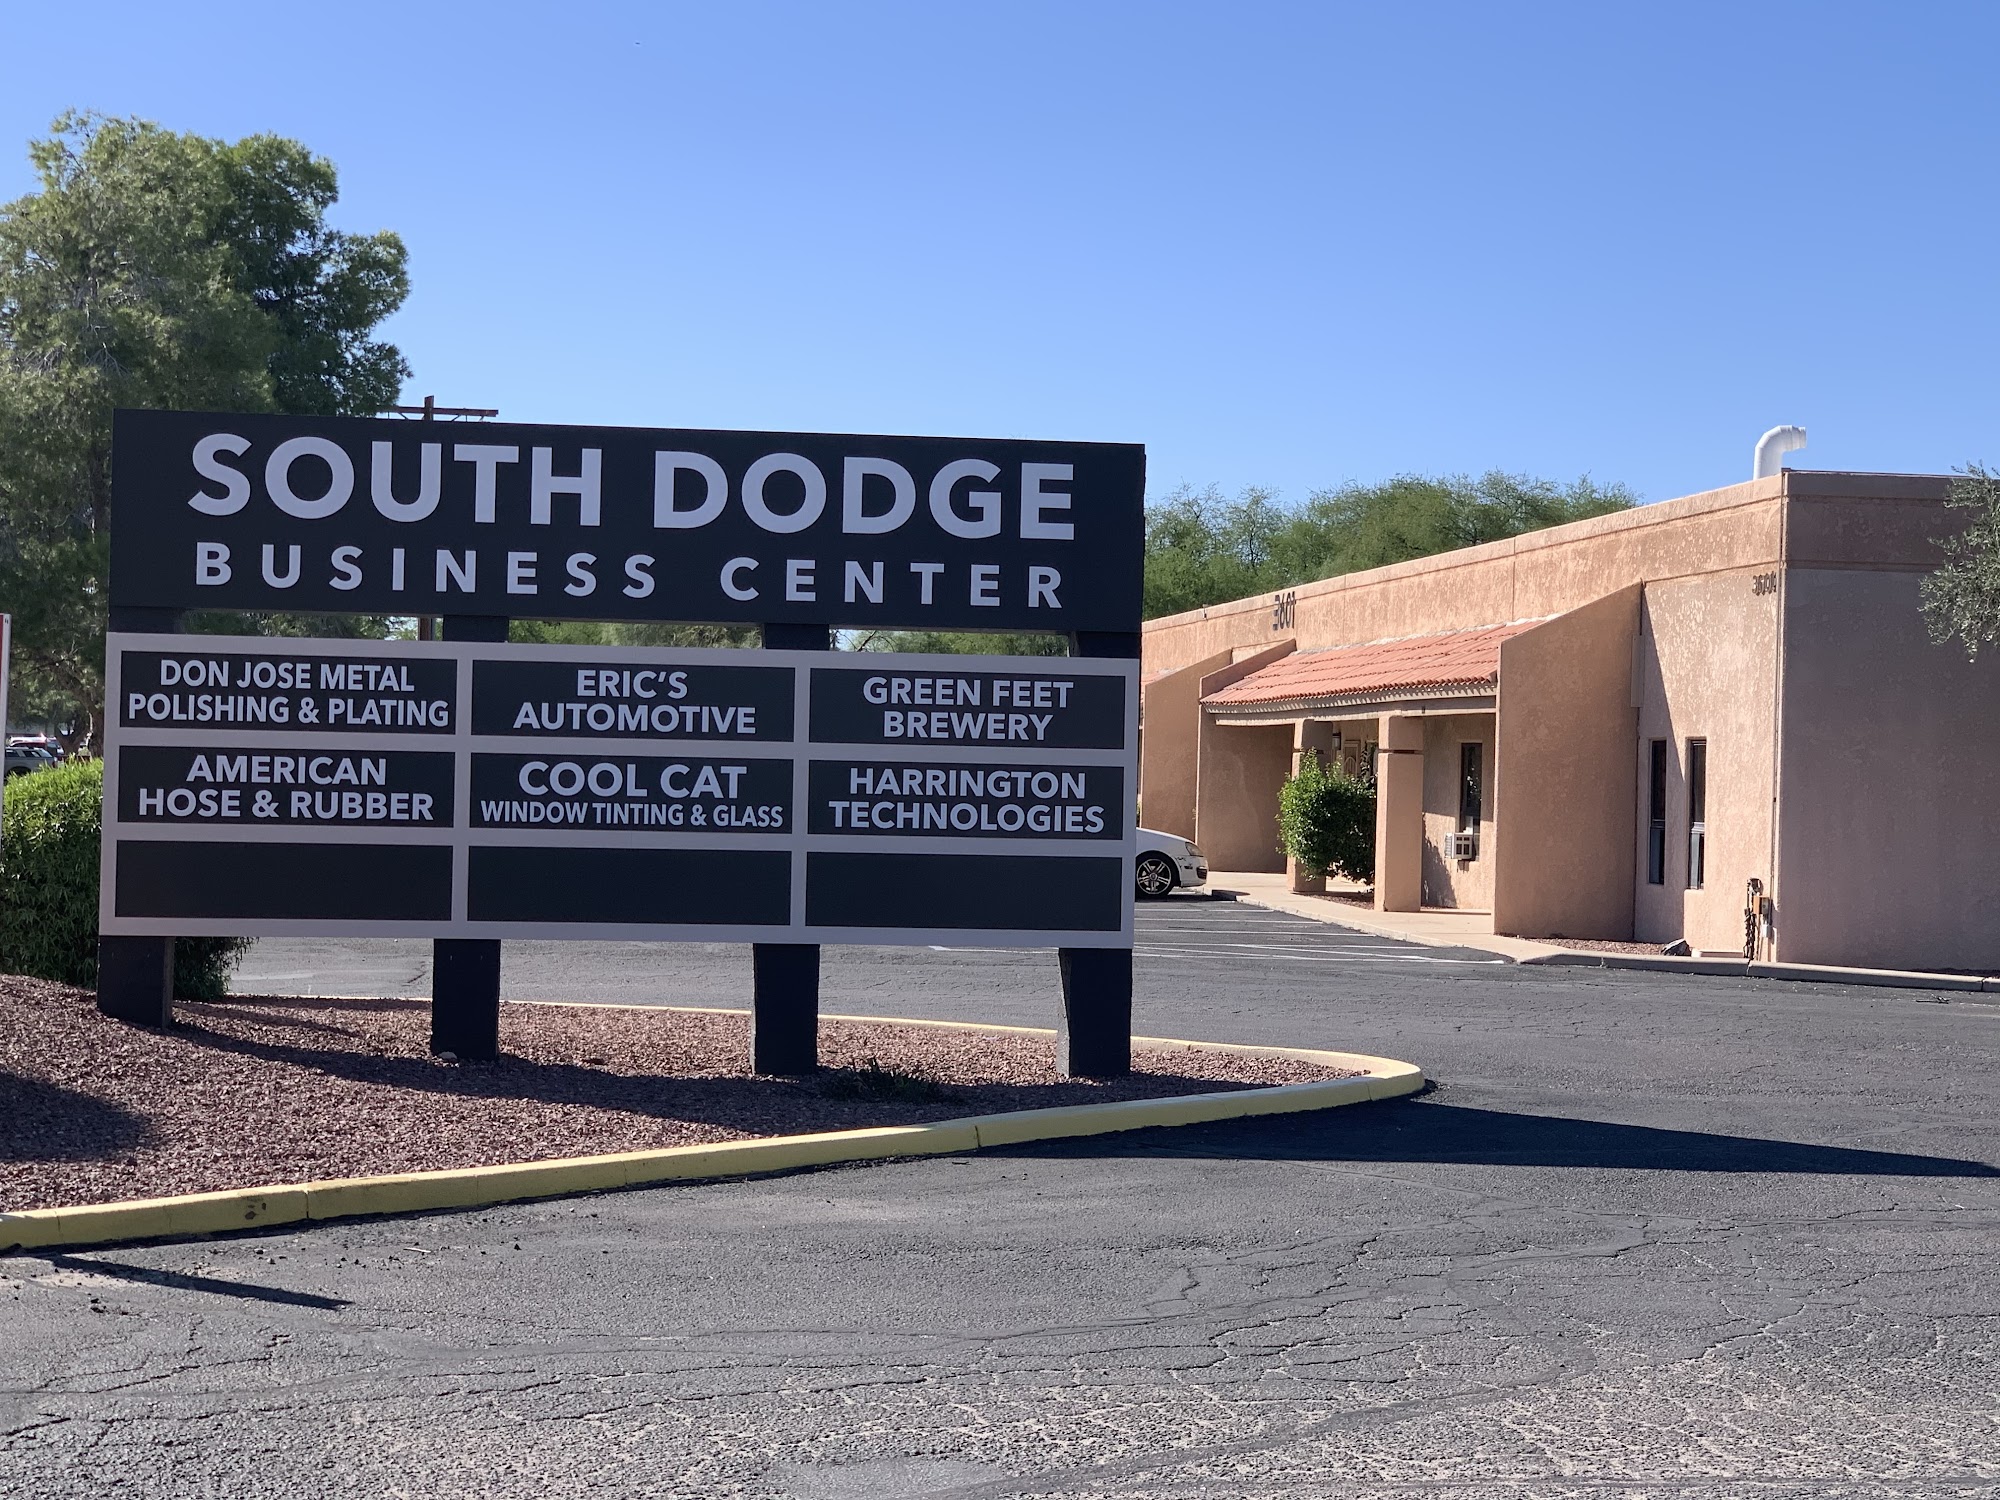 SOUTH DODGE
BUSINESS CENTER
DON JOSE METAL
POLISHING & PLATING
ERIC'S
AUTOMOTIVE
GREEN FEET
BREWERY
AMERICAN
HOSE & RUBBER
COOL CAT
WINDOW TINTING & GLASS
HARRINGTON
TECHNOLOGIES
3601